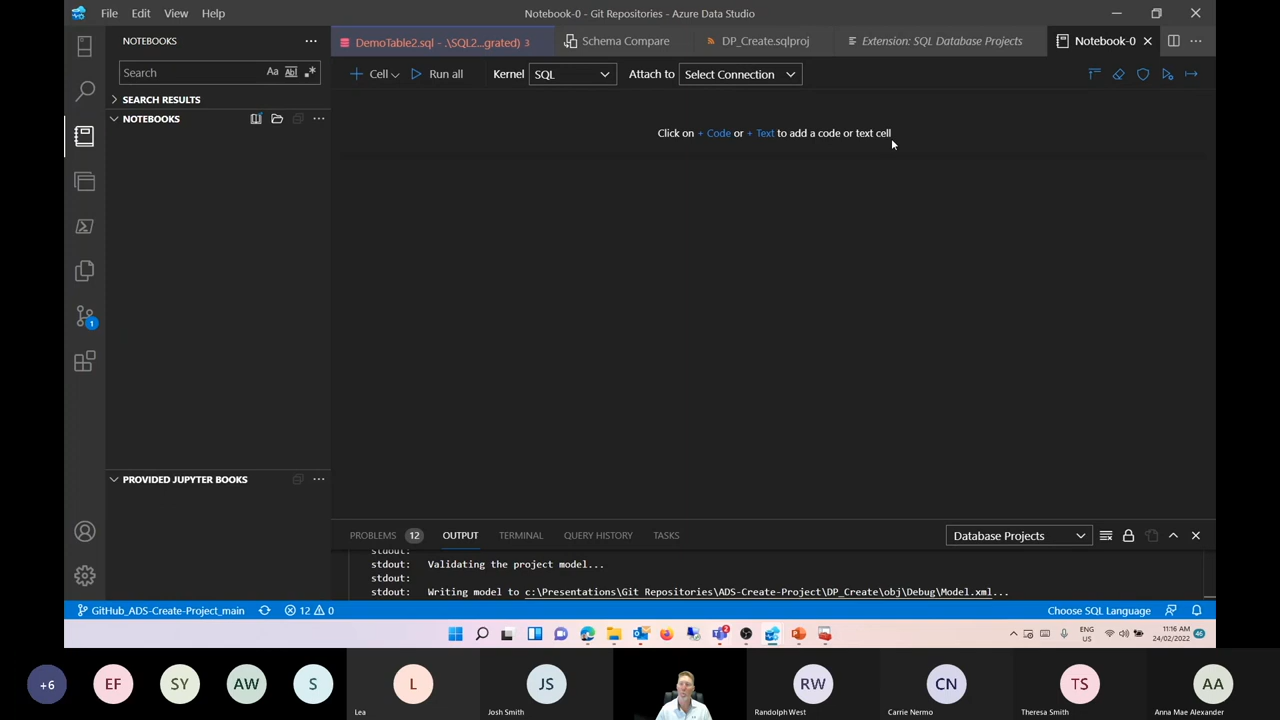 File Edit View Help
Notebook-0 - Git Repositories - Azure Data Studio
NOTEBOOKS
DemoTable2.sql - .\SQL2...grated) 3
Schema Compare
DP_Create.sqlproj
Extension: SQL Database Projects
Notebook-0
Search
Aa
Abl
Cell
Run all
Kernel
SQL
Attach to
Select Connection
SEARCH RESULTS
NOTEBOOKS
Click on + Code or + Text to add a code or text cell
1
PROVIDED JUPYTER BOOKS
PROBLEMS 12
OUTPUT
TERMINAL
QUERY HISTORY
TASKS
Database Projects
stdout:
stdout: Validating the project model...
stdout:
stdout: Writing model to c:\Presentations\Git Repositories\ADS-Create-Project\DP_Create\obj\Debug\Model.xml...
GitHub_ADS-Create-Project_main
12 0
Choose SQL Language
2
ENG
US
11:16 AM
24/02/2022
46
+6
EF
SY
AW
S
L
Lea
JS
Josh Smith
RW
Randolph West
CN
Carrie Nermo
TS
Theresa Smith
AA
Anna Mae Alexander